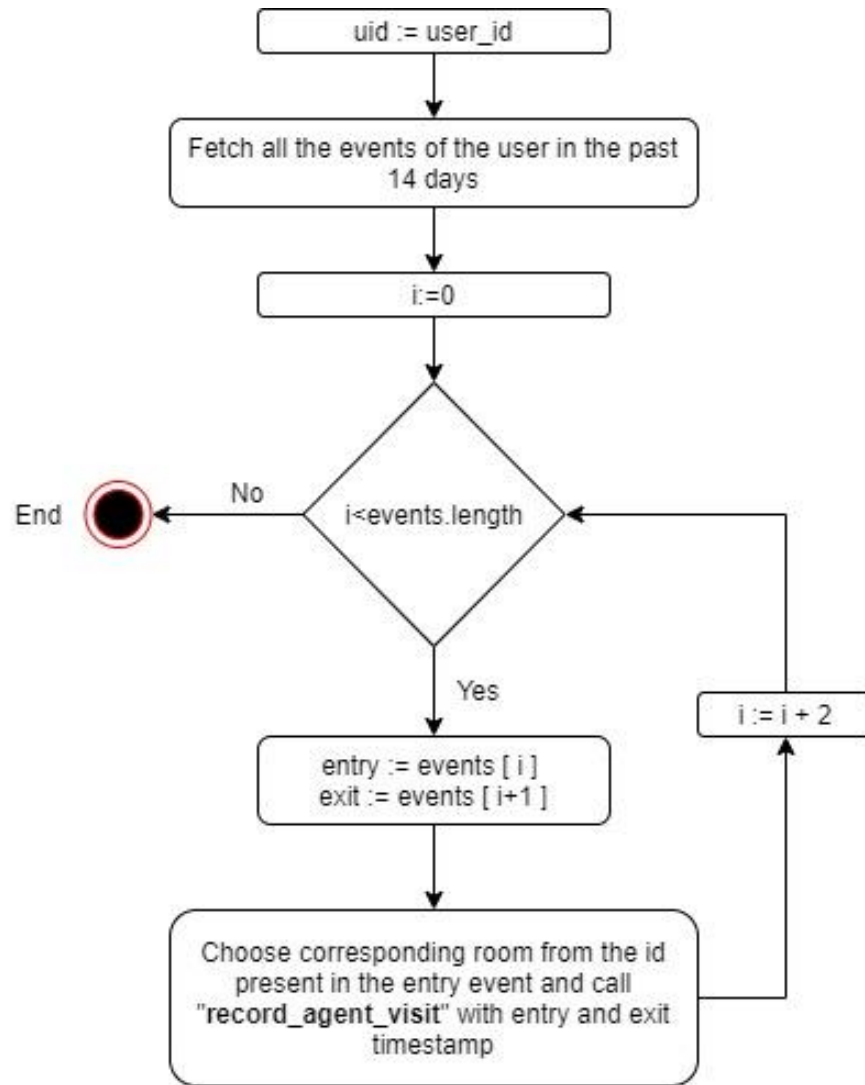 uid := user_id
Fetch all the events of the user in the past
14 days
i:=0
i<events.length
No
End
Yes
i := i + 2
entry := events [ i ]
exit := events [ i+1 ]
Choose corresponding room from the id
present in the entry event and call
"record_agent_visit" with entry and exit
timestamp